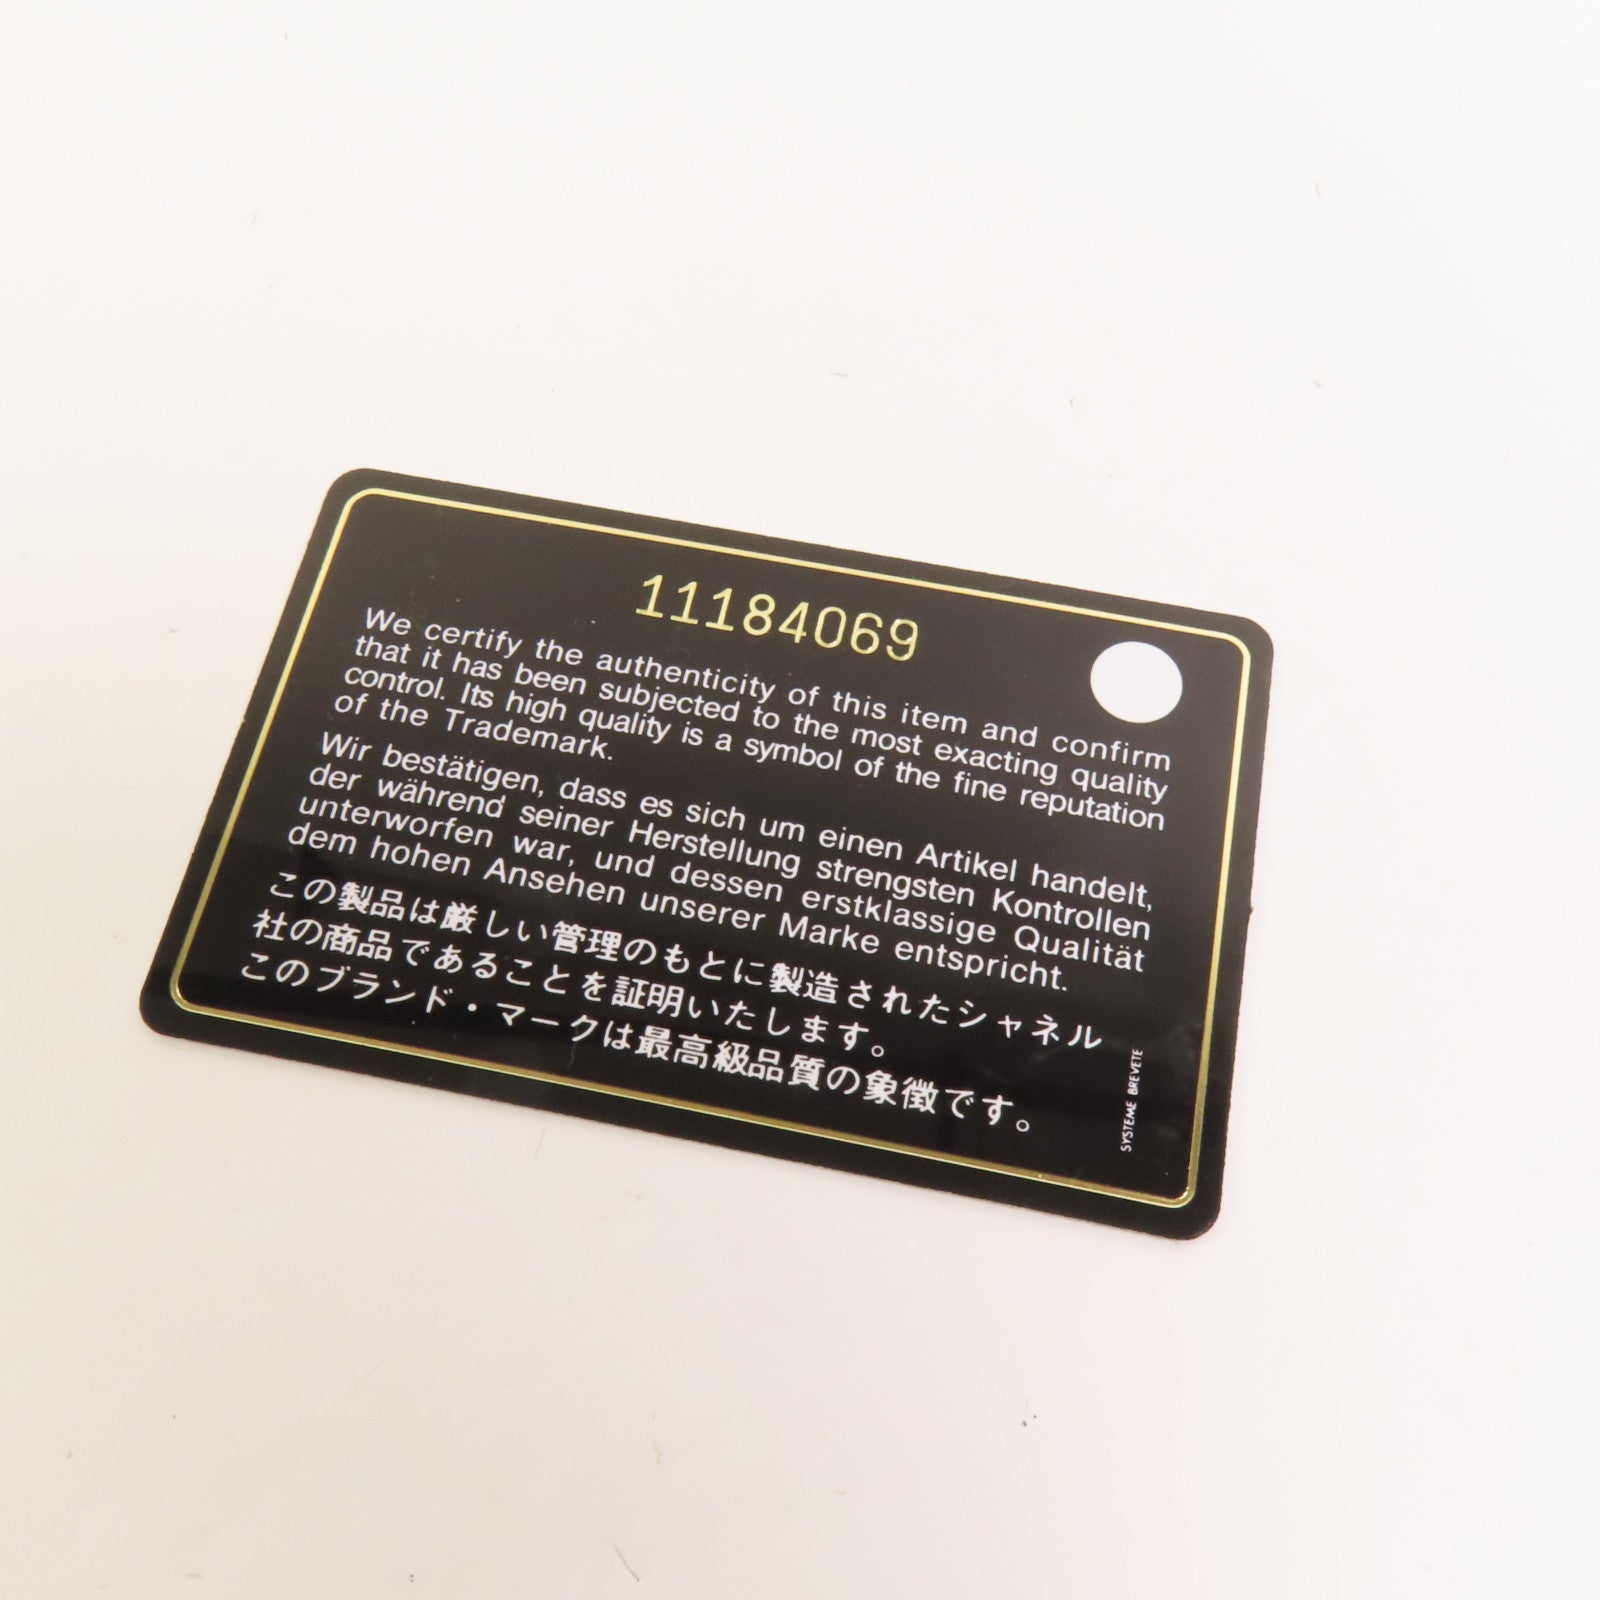 11184069
We certify the authenticity of this item and confirm
that it has been subjected to the most exacting quality
control. Its high quality is a symbol of the fine reputation
of the Trademark.
Wir bestätigen, dass es sich um einen Artikel handelt,
der während seiner Herstellung strengsten Kontrollen
unterworfen war, und dessen erstklassige Qualität
dem hohen Ansehen unserer Marke entspricht.
この製品は厳しい管理のもとに製造されたシャネル
社の商品であることを証明いたします。
このブランド・マークは最高級品質の象徴です。
SYSTEME BREVETE